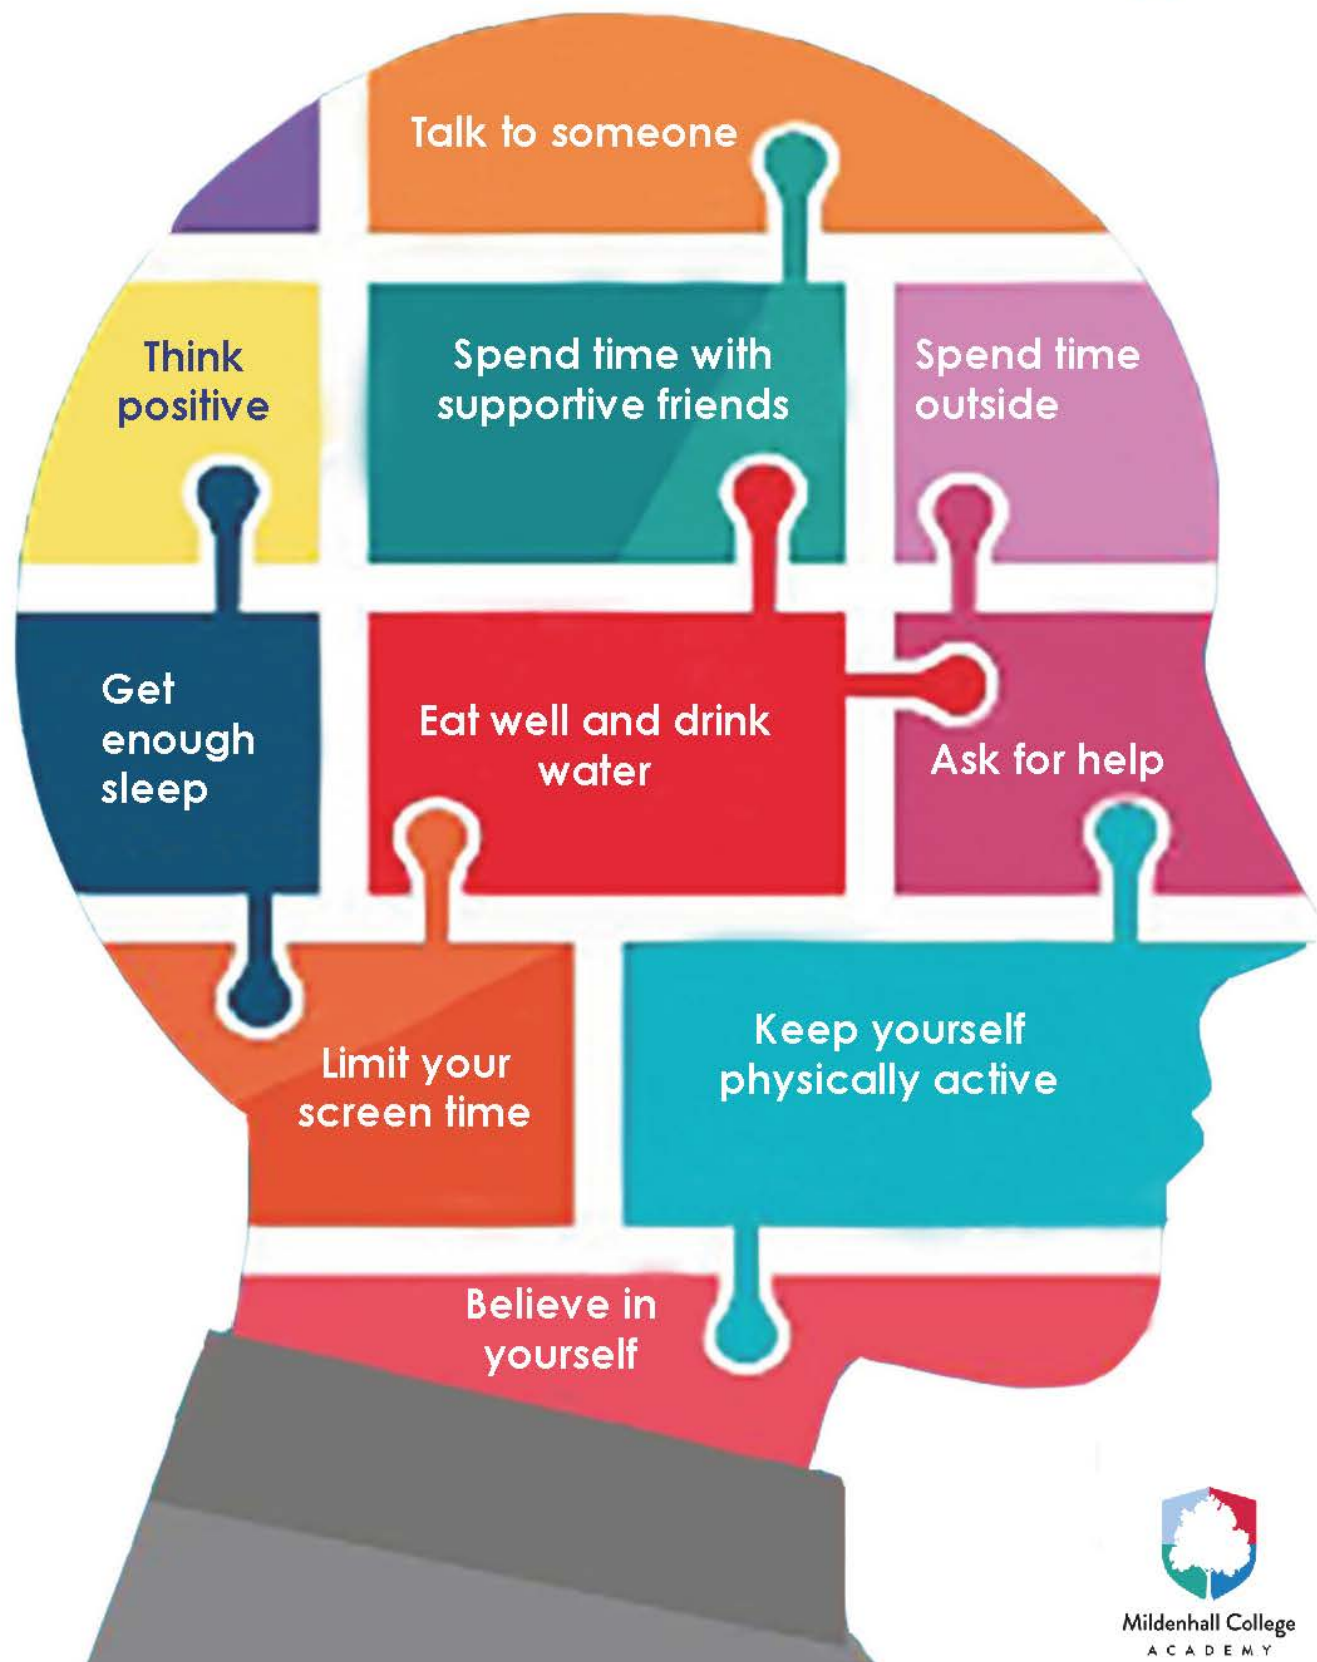 Talk to someone
Think
positive
Spend time with
supportive friends
Spend time
outside
Get
enough
sleep
Eat well and drink
water
Ask for help
Limit your
screen time
Keep yourself
physically active
Believe in
yourself
Mildenhall College
ACADEMY